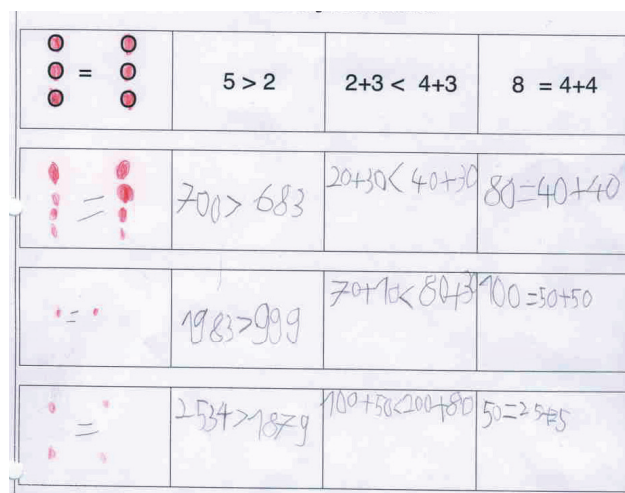 = 5 > 2 2+3 < 4+3 8 = 4+4
= 700 > 683 20+30 < 40+30 80=40+40
= 1983>999 70+10< 80+30 100=50+50
= 2534>1879 100+50<200+80 50=25+25